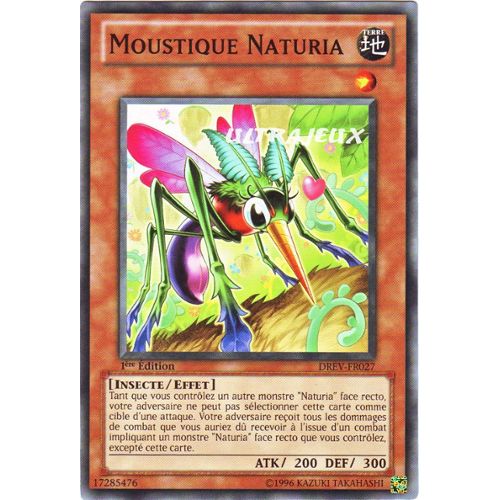 MOUSTIQUE NATURIA
TERRE
地
ULTRAJEUX
1ère Édition
DREV-FR027
[INSECTE/EFFET]
Tant que vous contrôlez un autre monstre "Naturia" face recto,
votre adversaire ne peut pas sélectionner cette carte comme
cible d'une attaque. Votre adversaire reçoit tous les dommages
de combat que vous auriez dû recevoir à l'issue d'un combat
impliquant un monstre "Naturia" face recto que vous contrôlez,
excepté cette carte.
ATK/ 200 DEF/ 300
17285476
©1996 KAZUKI TAKAHASHI